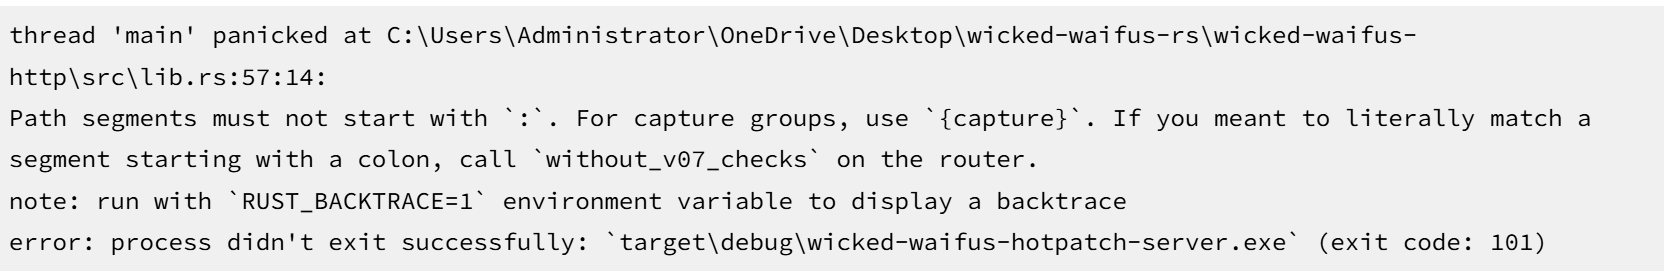 thread 'main' panicked at C:\Users\Administrator\OneDrive\Desktop\wicked-waifus-rs\wicked-waifus-
http\src\lib.rs:57:14:
Path segments must not start with `:`. For capture groups, use `{capture}`. If you meant to literally match a
segment starting with a colon, call `without_v07_checks` on the router.
note: run with `RUST_BACKTRACE=1` environment variable to display a backtrace
error: process didn't exit successfully: `target\debug\wicked-waifus-hotpatch-server.exe` (exit code: 101)